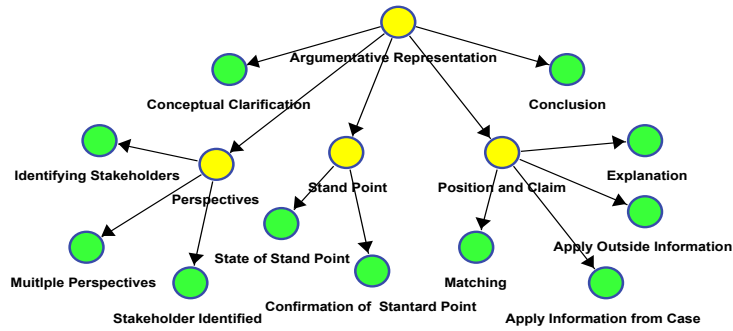 Argumentative Representation
Conceptual Clarification
Conclusion
Identifying Stakeholders
Perspectives
Stand Point
Position and Claim
Explanation
State of Stand Point
Apply Outside Information
Muitlple Perspectives
Matching
Stakeholder Identified
Confirmation of Stantard Point
Apply Information from Case